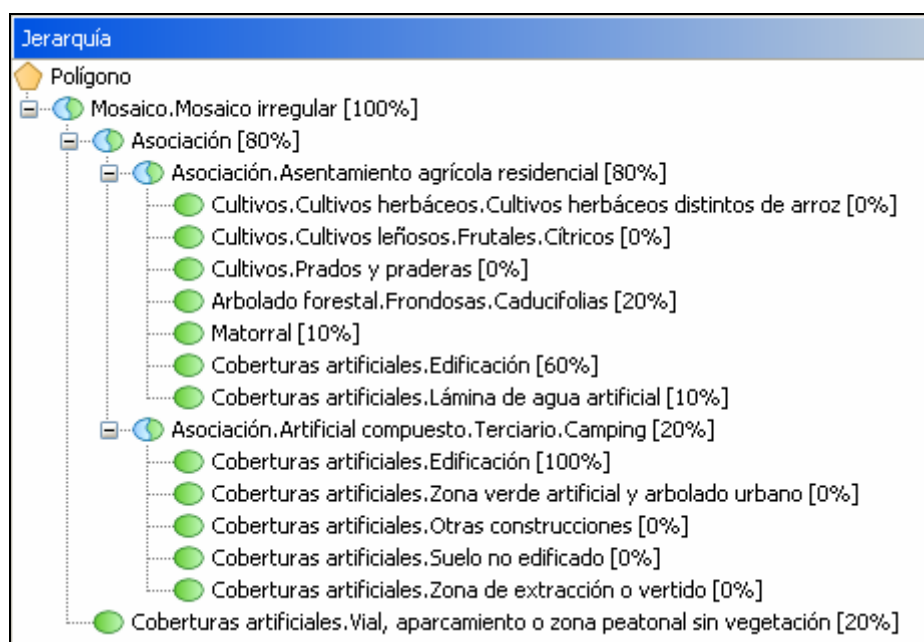 Jerarquía
Polígono
Mosaico.Mosaico irregular [100%]
Asociación [80%]
Asociación.Asentamiento agrícola residencial [80%]
Cultivos.Cultivos herbáceos.Cultivos herbáceos distintos de arroz [0%]
Cultivos.Cultivos leñosos.Frutales.Cítricos [0%]
Cultivos.Prados y praderas [0%]
Arbolado forestal.Frondosas.Caducifolias [20%]
Matorral [10%]
Coberturas artificiales.Edificación [60%]
Coberturas artificiales.Lámina de agua artificial [10%]
Asociación.Artificial compuesto.Terciario.Camping [20%]
Coberturas artificiales.Edificación [100%]
Coberturas artificiales.Zona verde artificial y arbolado urbano [0%]
Coberturas artificiales.Otras construcciones [0%]
Coberturas artificiales.Suelo no edificado [0%]
Coberturas artificiales.Zona de extracción o vertido [0%]
Coberturas artificiales.Vial, aparcamiento o zona peatonal sin vegetación [20%]